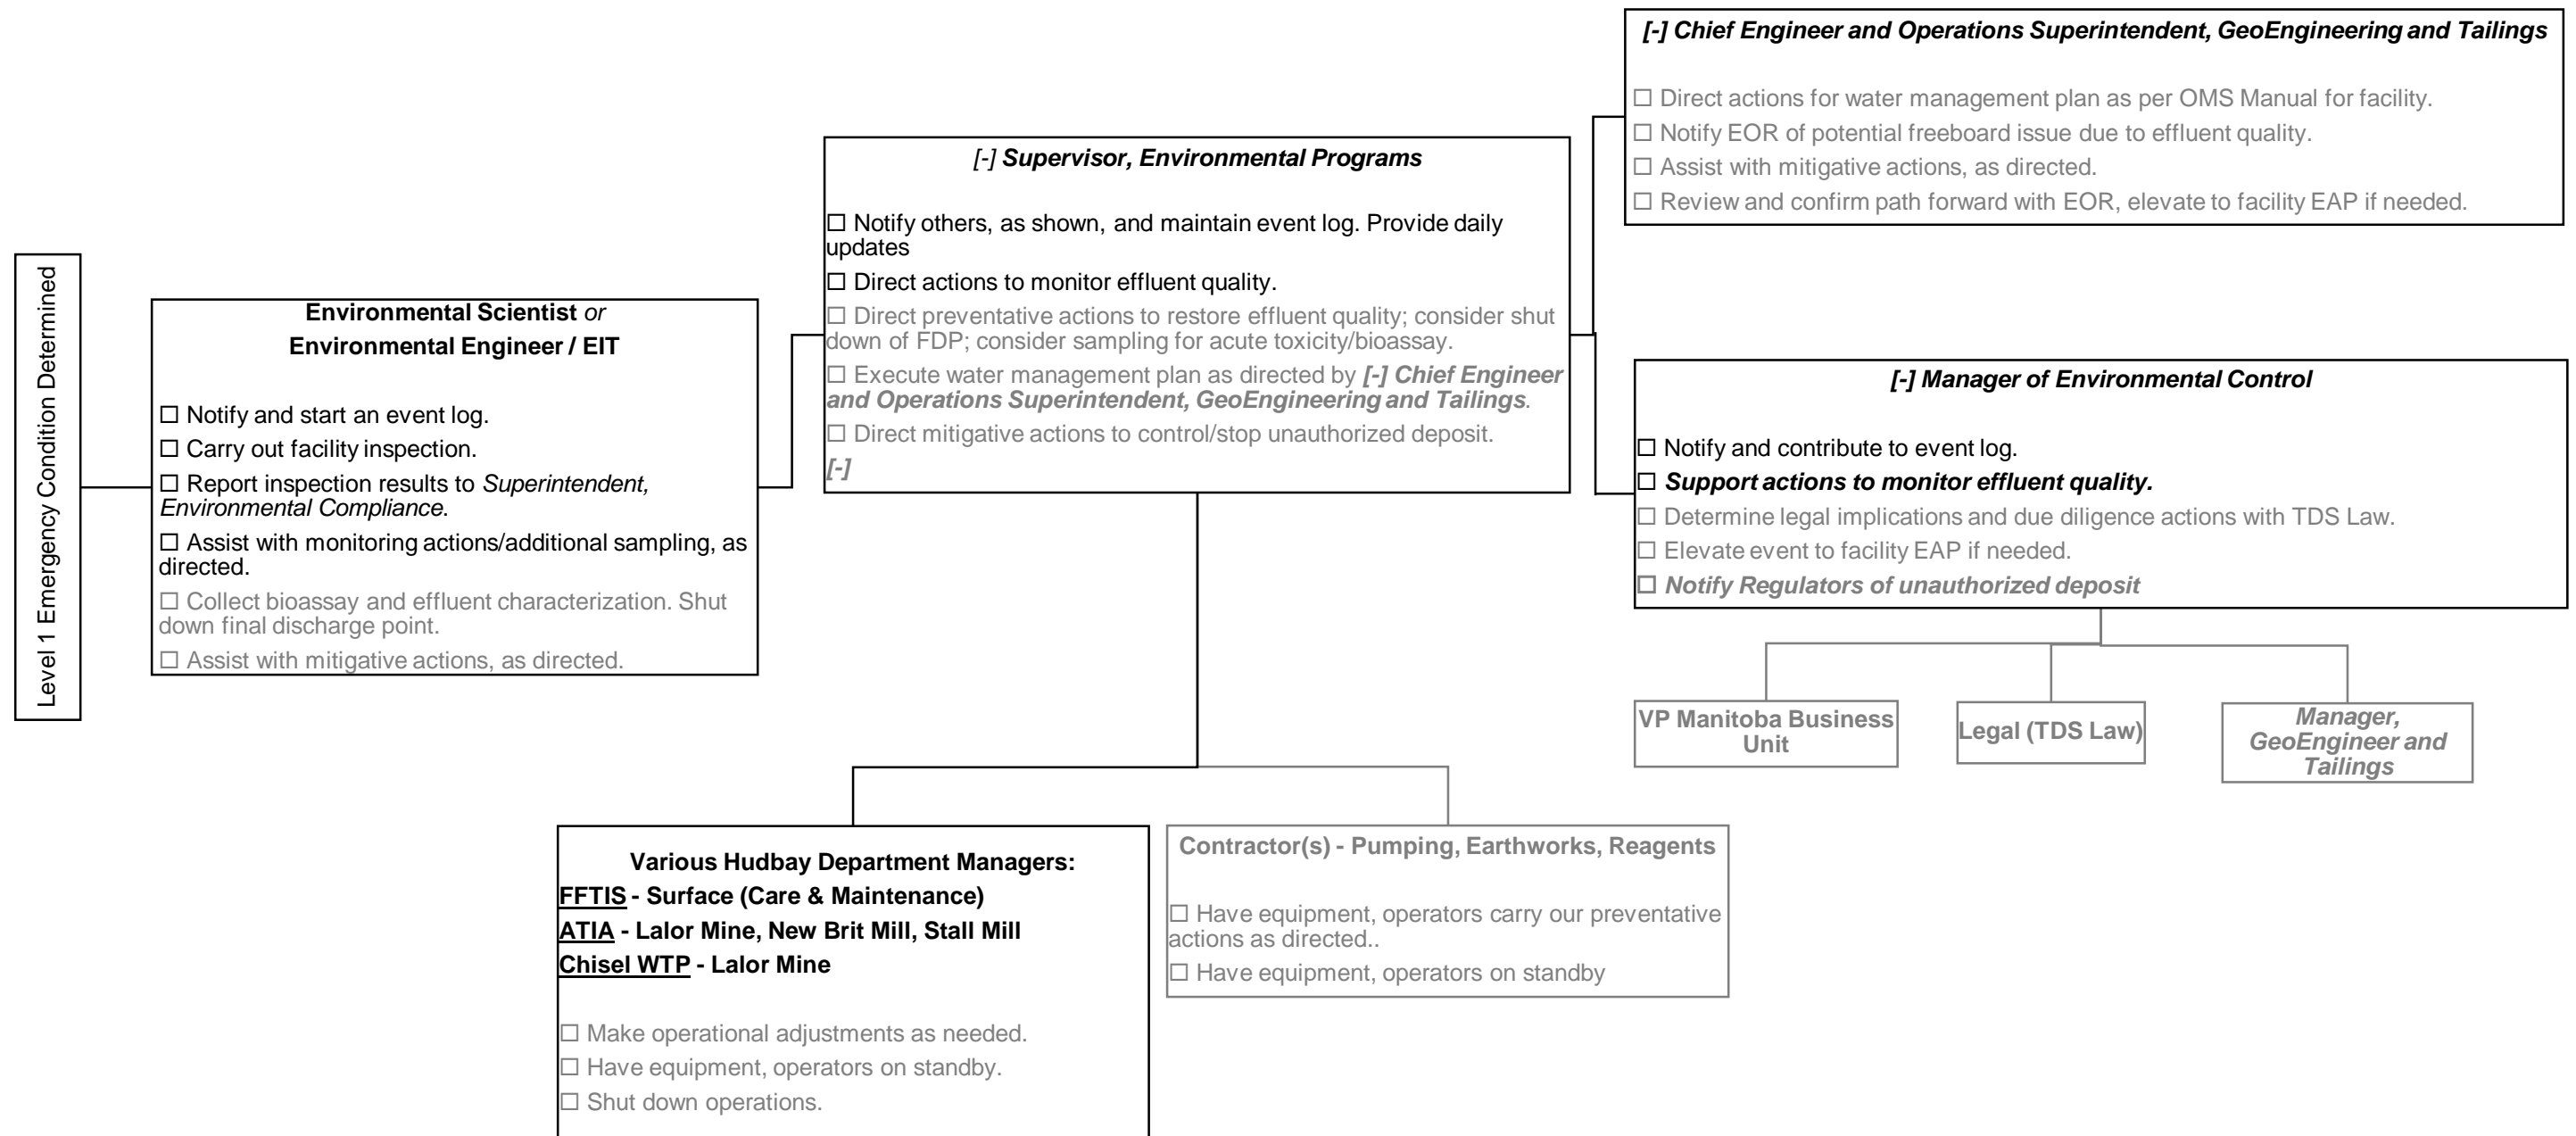 Level 1 Emergency Condition Determined
Environmental Scientist or
Environmental Engineer / EIT
☐ Notify and start an event log.
☐ Carry out facility inspection.
☐ Report inspection results to Superintendent,
Environmental Compliance.
☐ Assist with monitoring actions/additional sampling, as
directed.
☐ Collect bioassay and effluent characterization. Shut
down final discharge point.
☐ Assist with mitigative actions, as directed.
[-] Supervisor, Environmental Programs
☐ Notify others, as shown, and maintain event log. Provide daily
updates
☐ Direct actions to monitor effluent quality.
☐ Direct preventative actions to restore effluent quality; consider shut
down of FDP; consider sampling for acute toxicity/bioassay.
☐ Execute water management plan as directed by [-] Chief Engineer
and Operations Superintendent, GeoEngineering and Tailings.
☐ Direct mitigative actions to control/stop unauthorized deposit.
[-]
[-] Chief Engineer and Operations Superintendent, GeoEngineering and Tailings
☐ Direct actions for water management plan as per OMS Manual for facility.
☐ Notify EOR of potential freeboard issue due to effluent quality.
☐ Assist with mitigative actions, as directed.
☐ Review and confirm path forward with EOR, elevate to facility EAP if needed.
[-] Manager of Environmental Control
☐ Notify and contribute to event log.
☐ Support actions to monitor effluent quality.
☐ Determine legal implications and due diligence actions with TDS Law.
☐ Elevate event to facility EAP if needed.
☐ Notify Regulators of unauthorized deposit
VP Manitoba Business
Unit
Legal (TDS Law)
Manager,
GeoEngineer and
Tailings
Various Hudbay Department Managers:
FFTIS - Surface (Care & Maintenance)
ATIA - Lalor Mine, New Brit Mill, Stall Mill
Chisel WTP - Lalor Mine
☐ Make operational adjustments as needed.
☐ Have equipment, operators on standby.
☐ Shut down operations.
Contractor(s) - Pumping, Earthworks, Reagents
☐ Have equipment, operators carry our preventative
actions as directed..
☐ Have equipment, operators on standby